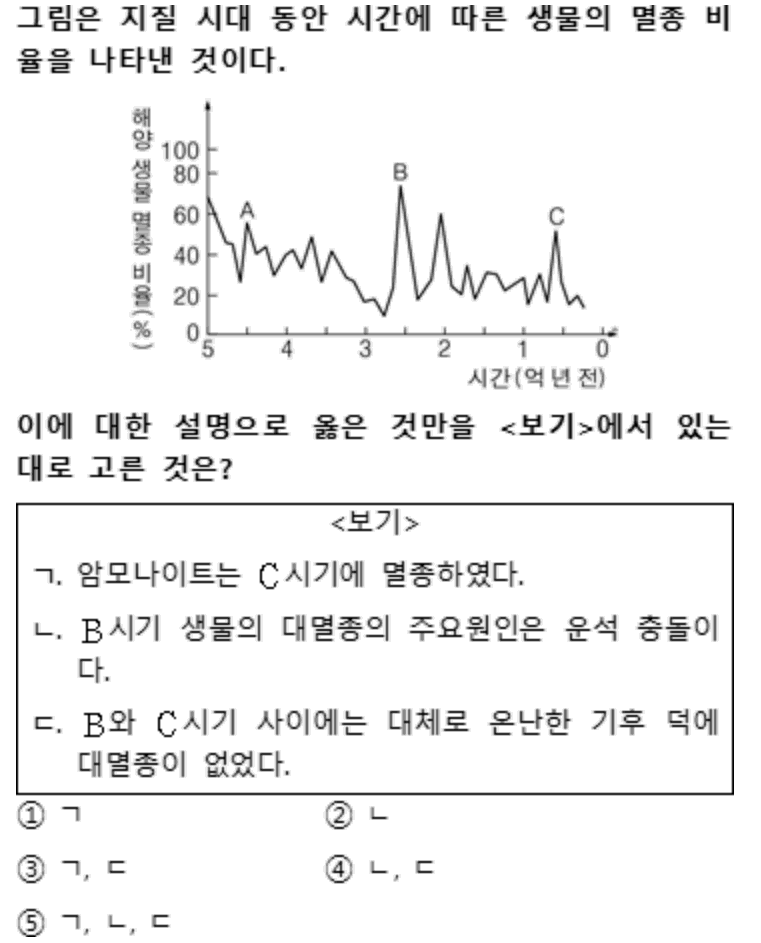 그림은 지질 시대 동안 시간에 따른 생물의 멸종 비
율을 나타낸 것이다.
해양 생물 멸종 비율(%)
100
80
60
40
20
0
A
B
C
5 4 3 2 1 0
시간(억 년 전)
이에 대한 설명으로 옳은 것만을 <보기>에서 있는
대로 고른 것은?
<보기>
ㄱ. 암모나이트는 C시기에 멸종하였다.
ㄴ. B시기 생물의 대멸종의 주요원인은 운석 충돌이
다.
ㄷ. B와 C시기 사이에는 대체로 온난한 기후 덕에
대멸종이 없었다.
① ㄱ ② ㄴ
③ ㄱ, ㄷ ④ ㄴ, ㄷ
⑤ ㄱ, ㄴ, ㄷ